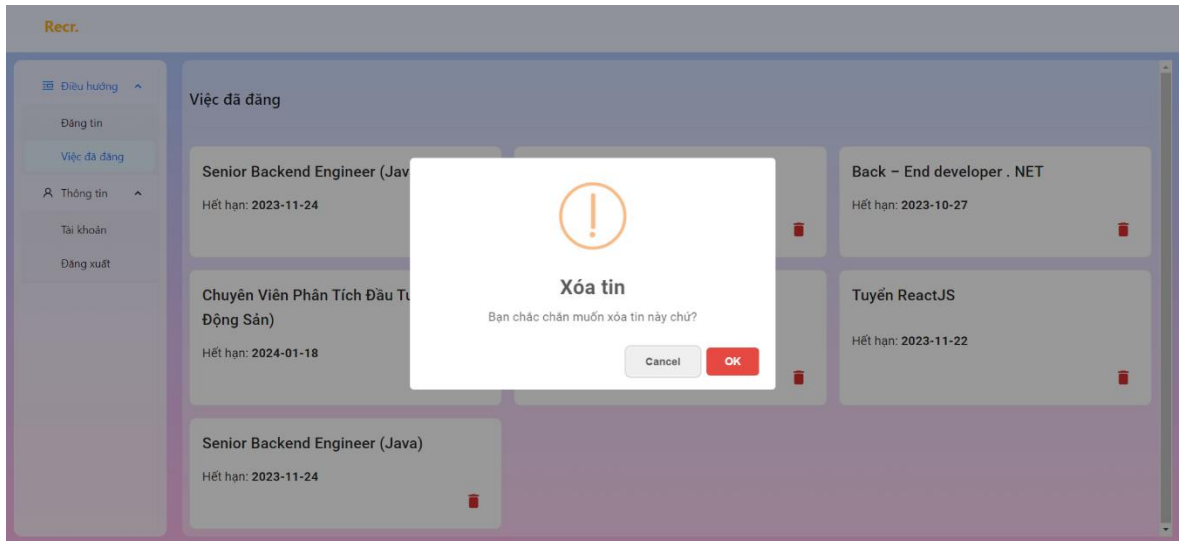 Recr.
Điều hướng
Đăng tin
Việc đã đăng
Thông tin
Tài khoản
Đăng xuất
Việc đã đăng
Senior Backend Engineer (Jav
Hết hạn: 2023-11-24
Back – End developer . NET
Hết hạn: 2023-10-27
Chuyên Viên Phân Tích Đầu Tư
Động Sản)
Hết hạn: 2024-01-18
Tuyển ReactJS
Hết hạn: 2023-11-22
Senior Backend Engineer (Java)
Hết hạn: 2023-11-24
Xóa tin
Bạn chắc chắn muốn xóa tin này chứ?
Cancel
OK